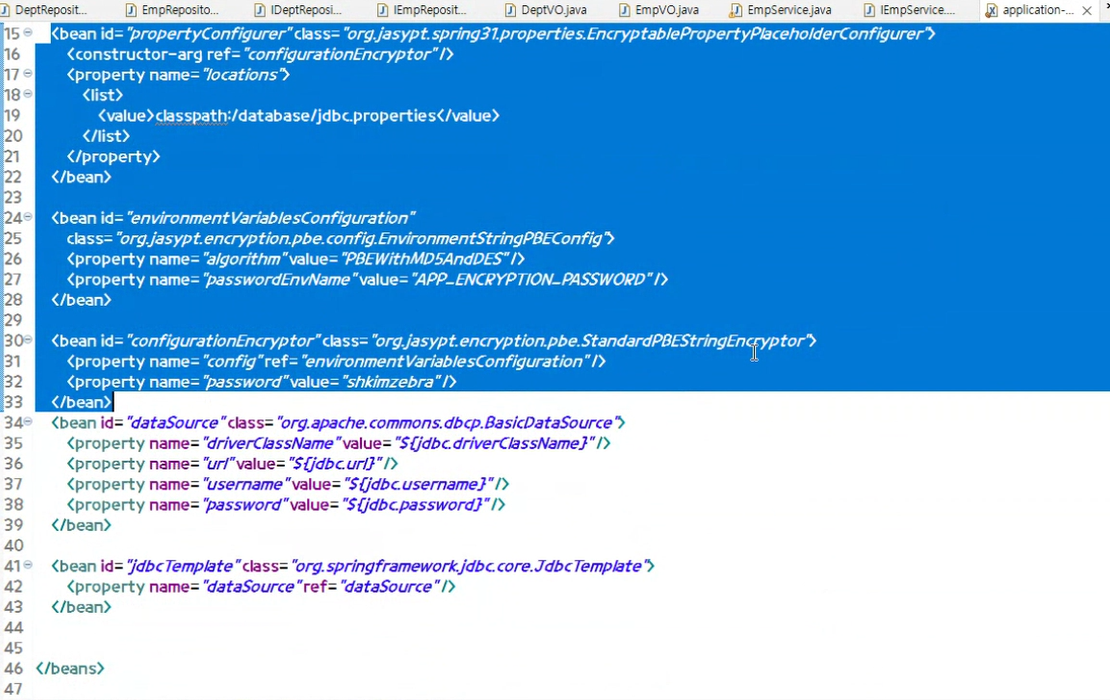 DeptReposit... EmpRepósito... IDeptReposi... IEmpReposit... DeptVO.java EmpVO.java EmpService.java IEmpService.... application-...
15 <bean id="propertyConfigurer"class="org.jasypt.spring31.properties.EncryptablePropertyPlaceholderConfigurer">
16 <constructor-arg ref="configurationEncryptor"/>
17 <property name="locations">
18 <list>
19 <value>classpath:/database/jdbc.properties</value>
20 </list>
21 </property>
22 </bean>
23
24 <bean id="environmentVariablesConfiguration"
25 class="org.jasypt.encryption.pbe.config.EnvironmentStringPBEConfig">
26 <property name="algorithm"value="PBEWithMD5AndDES"/>
27 <property name="passwordEnvName"value="APP_ENCRYPTION_PASSWORD"/>
28 </bean>
29
30 <bean id="configurationEncryptor"class="org.jasypt.encryption.pbe.StandardPBEStringEncryptor">
31 <property name="config"ref="environmentVariablesConfiguration"/>
32 <property name="password"value="shkimzebra"/>
33 </bean>
34 <bean id="dataSource"class="org.apache.commons.dbcp.BasicDataSource">
35 <property name="driverClassName"value="${jdbc.driverClassName}"/>
36 <property name="url"value="${jdbc.url}"/>
37 <property name="username"value="${jdbc.username}"/>
38 <property name="password"value="${jdbc.password}"/>
39 </bean>
40
41 <bean id="jdbcTemplate"class="org.springframework.jdbc.core.JdbcTemplate">
42 <property name="dataSource"ref="dataSource"/>
43 </bean>
44
45
46 </beans>
47